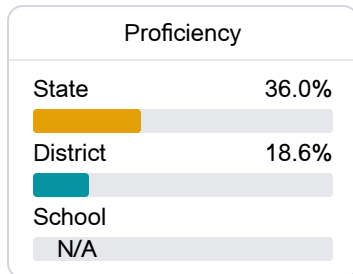 Proficiency
State 36.0%
District 18.6%
School
N/A